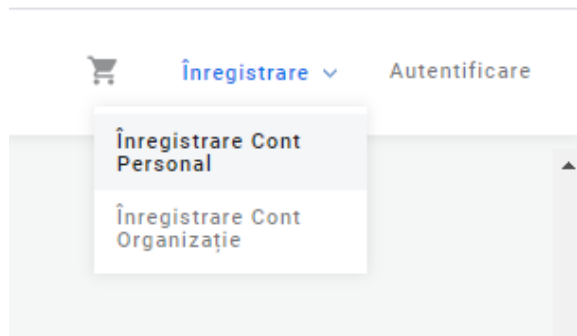 Înregistrare
Autentificare
Înregistrare Cont
Personal
Înregistrare Cont
Organizație